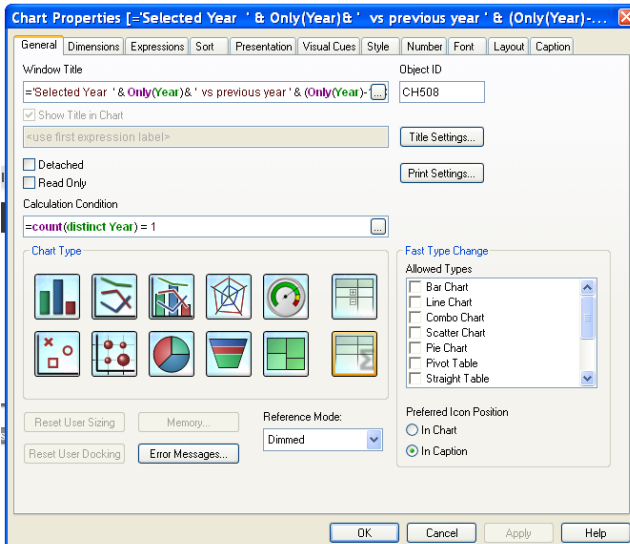 Chart Properties [='Selected Year ' & Only(Year)& ' vs previous year ' & (Only(Year)-...
General Dimensions Expressions Sort Presentation Visual Cues Style Number Font Layout Caption
Window Title
='Selected Year ' & Only(Year)& ' vs previous year ' & (Only(Year)-
...
Object ID
CH508
Show Title in Chart
<use first expression label>
Title Settings...
Detached
Read Only
Print Settings...
Calculation Condition
=count(distinct Year) = 1
...
Chart Type
Fast Type Change
Allowed Types
Bar Chart
Line Chart
Combo Chart
Scatter Chart
Pie Chart
Pivot Table
Straight Table
Reset User Sizing
Memory...
Reset User Docking
Error Messages...
Reference Mode:
Dimmed
Preferred Icon Position
In Chart
In Caption
OK Cancel Apply Help